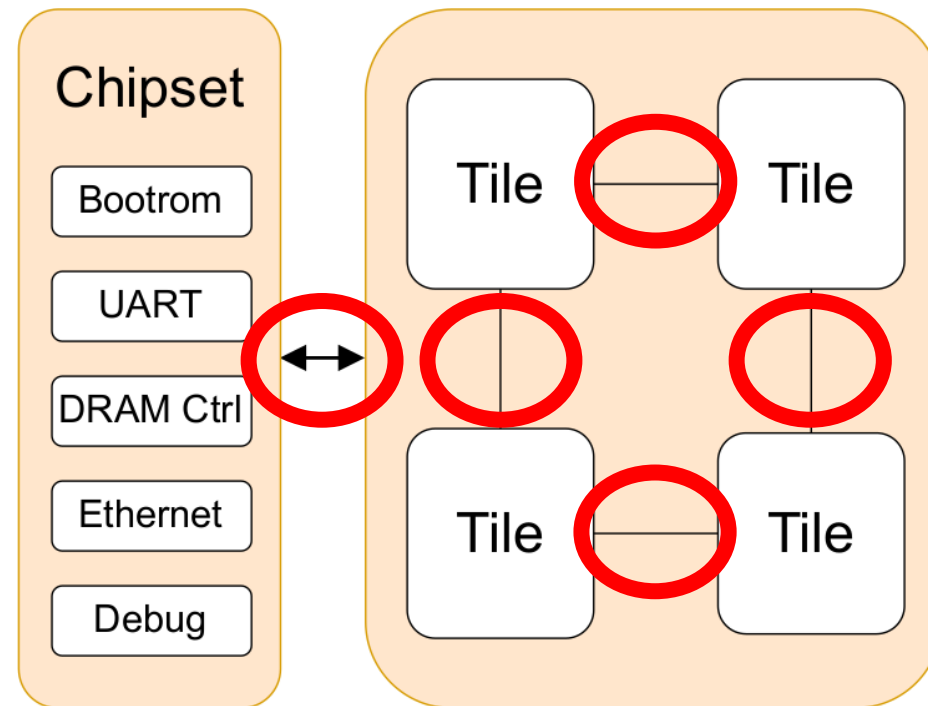 Chipset
Bootrom
UART
DRAM Ctrl
Ethernet
Debug
Tile
Tile
Tile
Tile